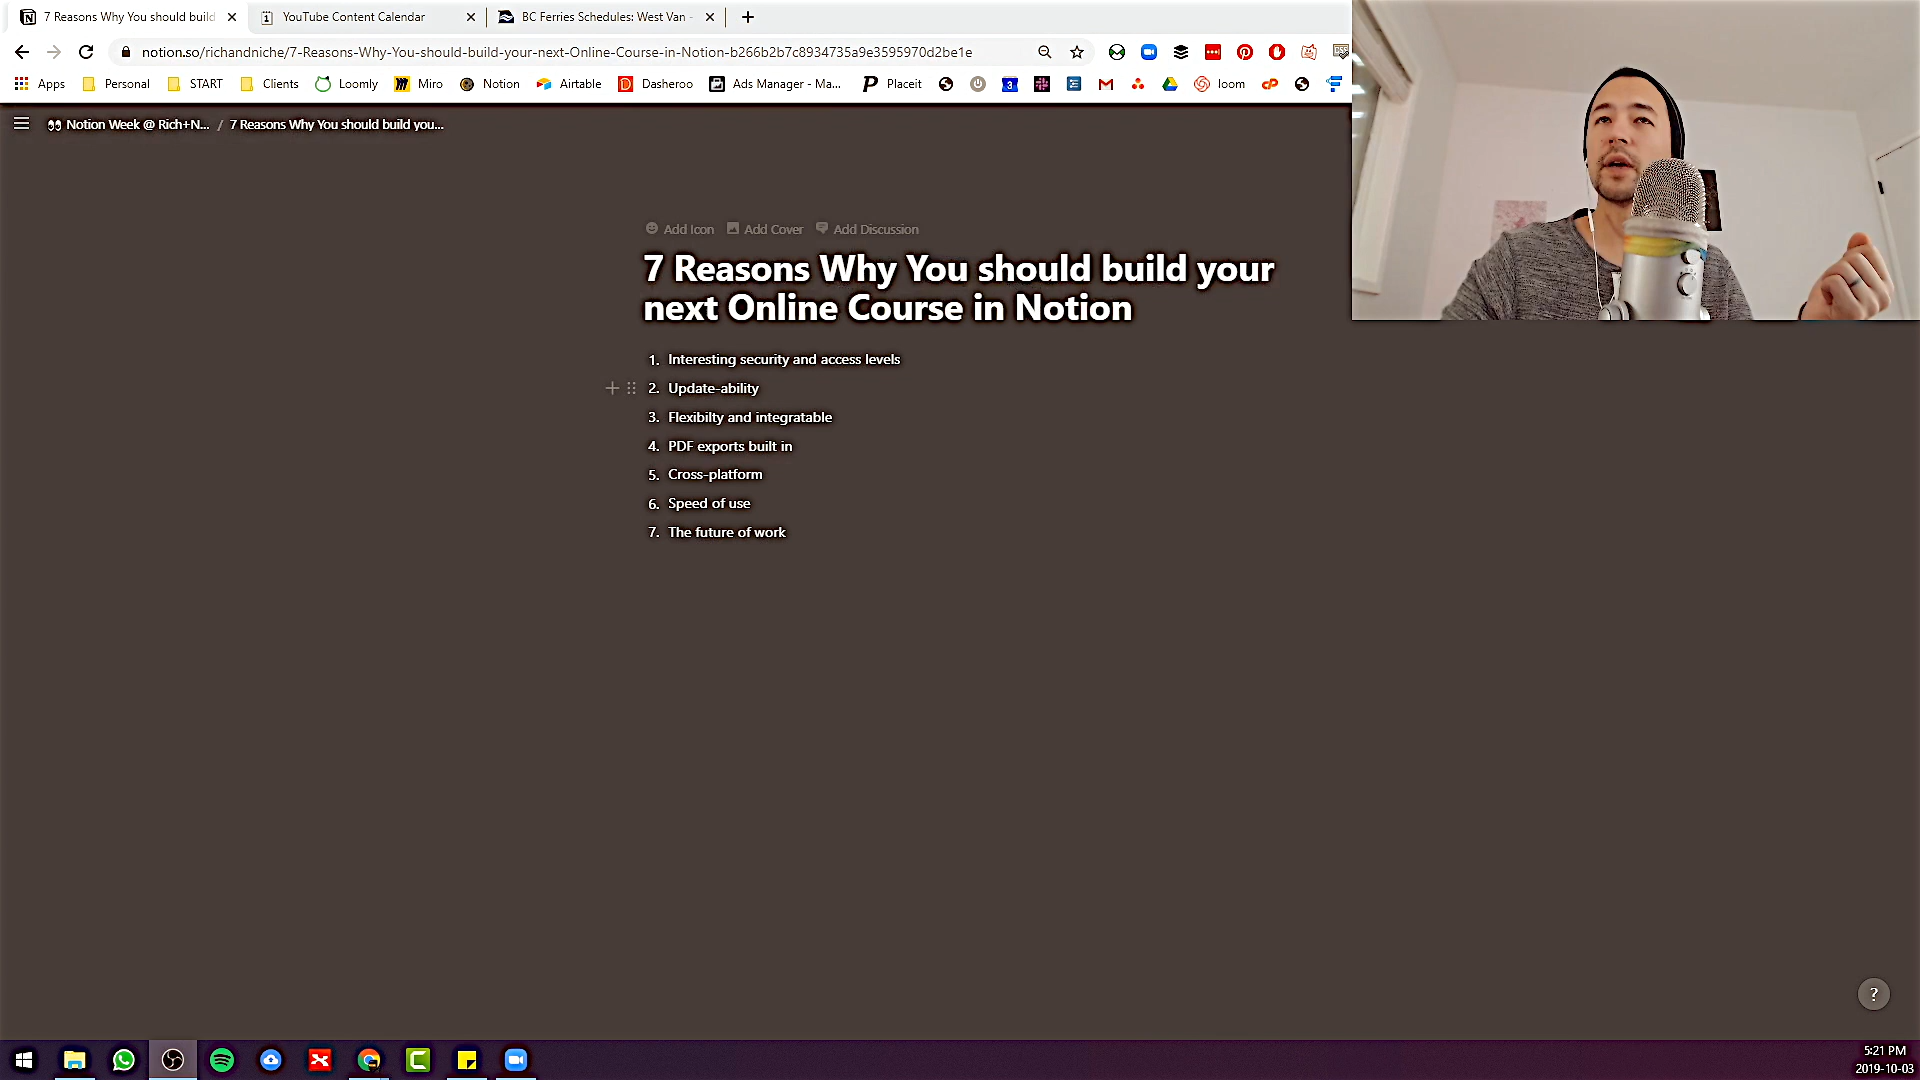 7 Reasons Why You should build
YouTube Content Calendar
BC Ferries Schedules: West Van -
notion.so/richandniche/7-Reasons-Why-You-should-build-your-next-Online-Course-in-Notion-b266b2b7c8934735a9e3595970d2be1e
Apps Personal START Clients Loomly Miro Notion Airtable Dasheroo Ads Manager - Ma... Placeit loom
Notion Week @ Rich+N... / 7 Reasons Why You should build you...
Add Icon Add Cover Add Discussion
7 Reasons Why You should build your
next Online Course in Notion
1. Interesting security and access levels
2. Update-ability
3. Flexibilty and integratable
4. PDF exports built in
5. Cross-platform
6. Speed of use
7. The future of work
?
5:21 PM
2019-10-03